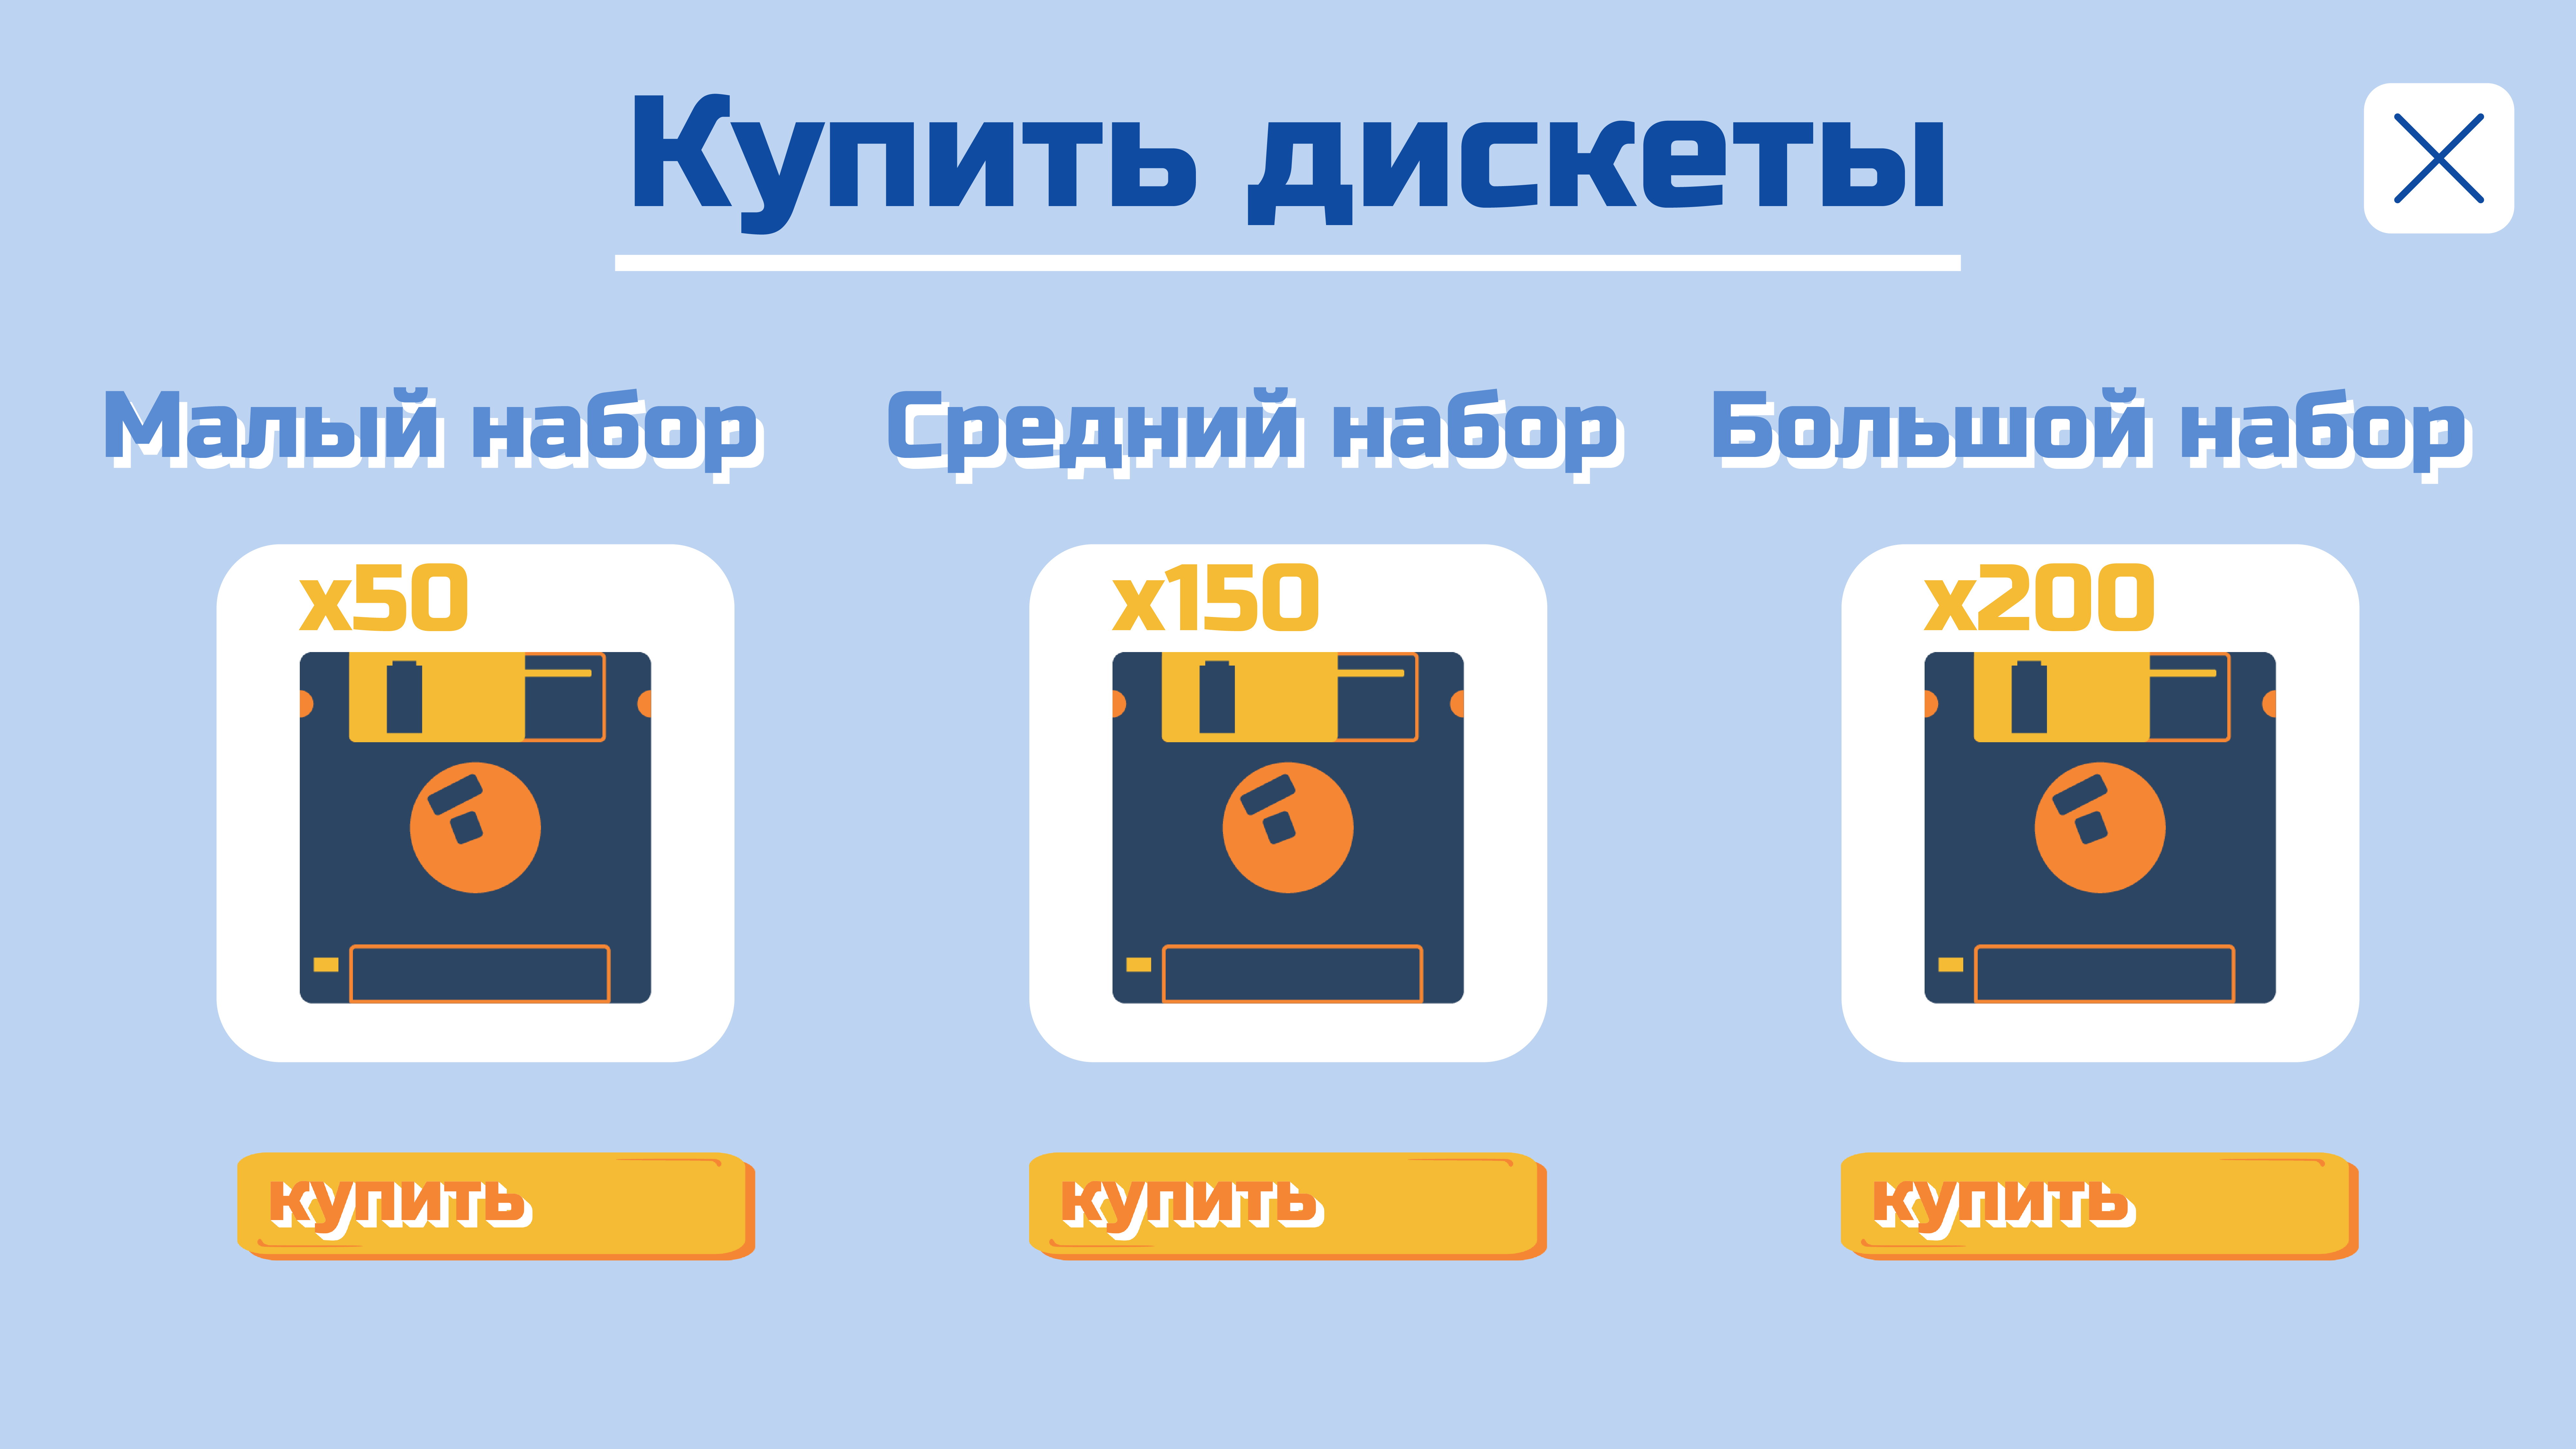 Купить дискеты
Малый набор
Средний набор
Большой набор
x50
x150
x200
купить
купить
купить